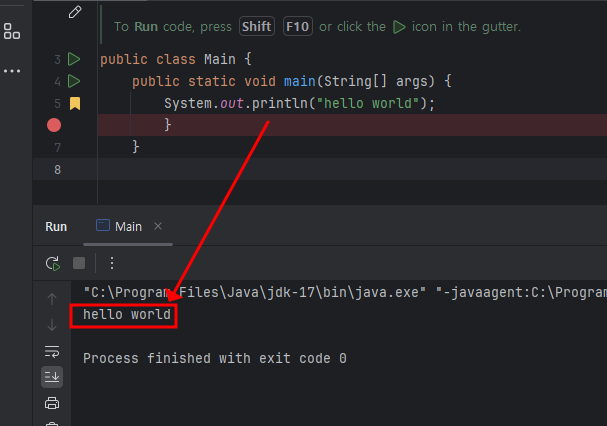 To Run code, press Shift F10 or click the icon in the gutter.
3 public class Main {
4 public static void main(String[] args) {
5 System.out.println("hello world");
}
7 }
8
Run Main
"C:\Program Files\Java\jdk-17\bin\java.exe" "-javaagent:C:\Program
hello world
Process finished with exit code 0